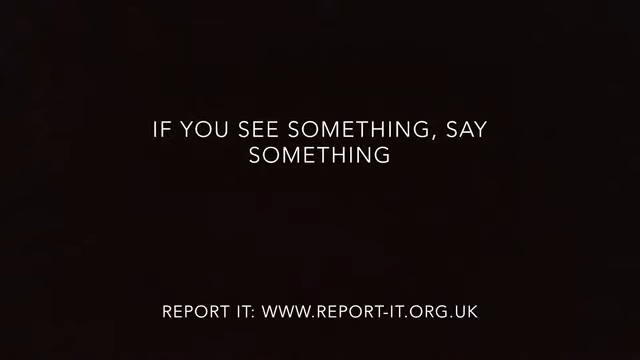 IF YOU SEE SOMETHING, SAY
SOMETHING
REPORT IT: WWW.REPORT-IT.ORG.UK